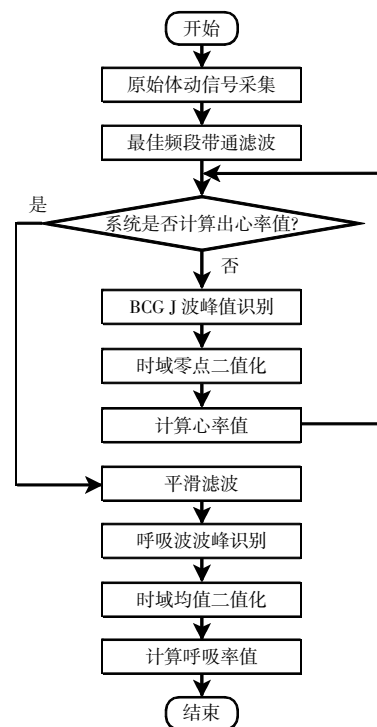 开始
原始体动信号采集
最佳频段带通滤波
系统是否计算出心率值?
是
否
BCG J 波峰值识别
时域零点二值化
计算心率值
平滑滤波
呼吸波波峰识别
时域均值二值化
计算呼吸率值
结束